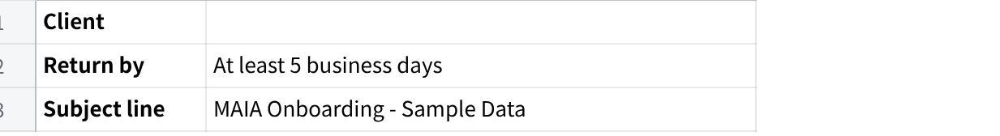 1 Client
2 Return by At least 5 business days
3 Subject line MAIA Onboarding - Sample Data